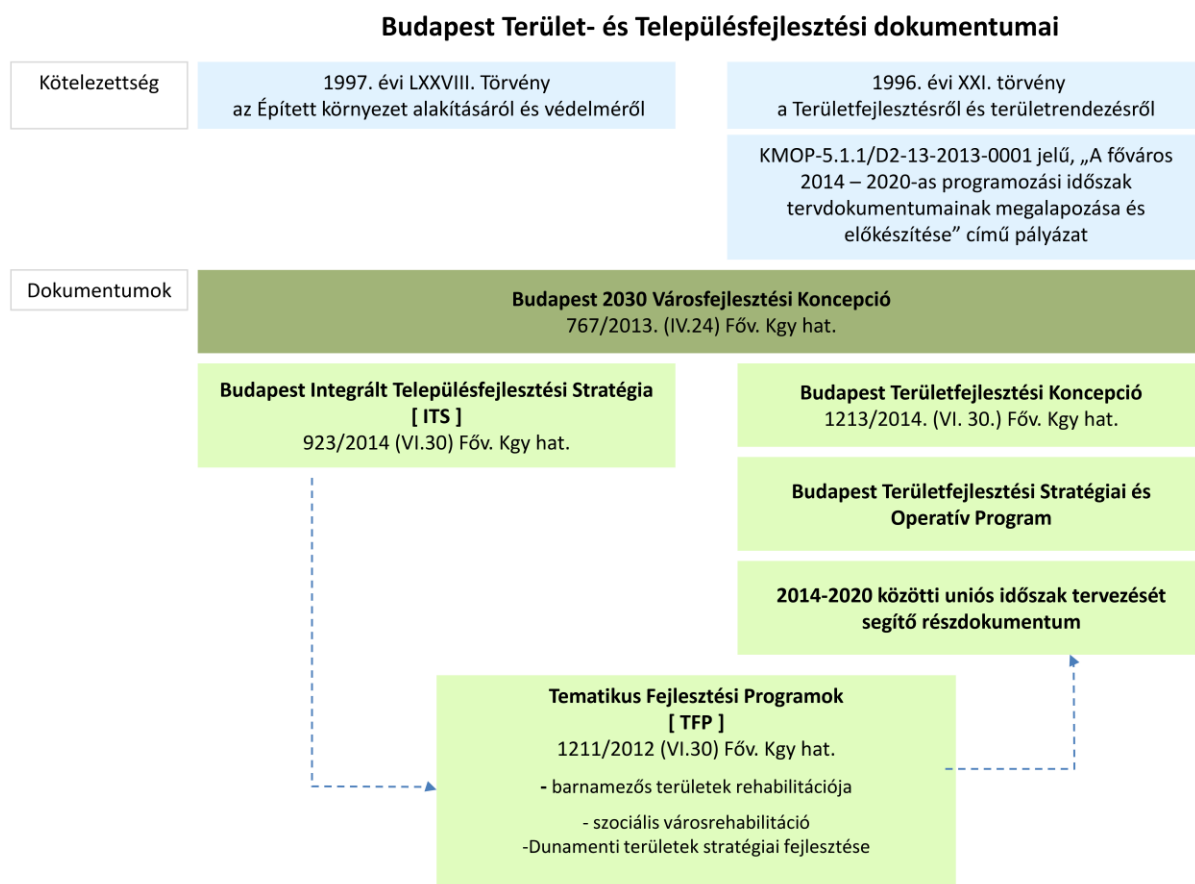 Budapest Terület- és Településfejlesztési dokumentumai
Kötelezettség
1997. évi LXXVIII. Törvény
az Épített környezet alakításáról és védelméről
1996. évi XXI. törvény
a Területfejlesztésről és területrendezésről
KMOP-5.1.1/D2-13-2013-0001 jelű, „A főváros
2014 – 2020-as programozási időszak
tervdokumentumainak megalapozása és
előkészítése” című pályázat
Dokumentumok
Budapest 2030 Városfejlesztési Koncepció
767/2013. (IV.24) Főv. Kgy hat.
Budapest Integrált Településfejlesztési Stratégia
[ ITS ]
923/2014 (VI.30) Főv. Kgy hat.
Budapest Területfejlesztési Koncepció
1213/2014. (VI. 30.) Főv. Kgy hat.
Budapest Területfejlesztési Stratégiai és
Operatív Program
2014-2020 közötti uniós időszak tervezését
segítő részdokumentum
Tematikus Fejlesztési Programok
[ TFP ]
1211/2012 (VI.30) Főv. Kgy hat.
- barnamezős területek rehabilitációja
- szociális városrehabilitáció
-Dunamenti területek stratégiai fejlesztése